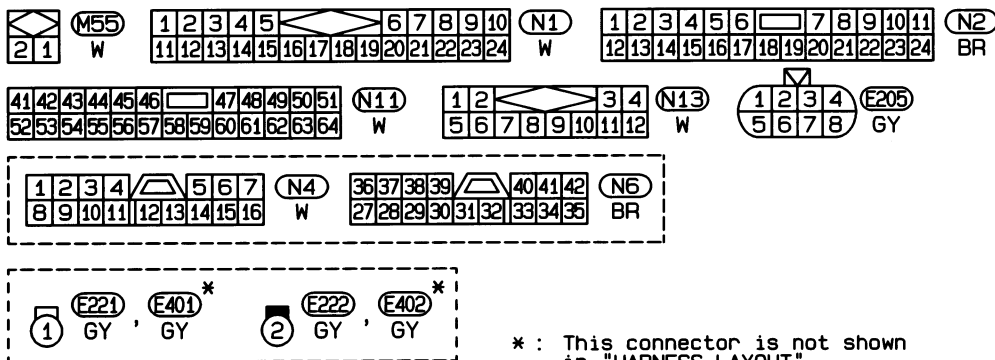 M55
2 1 W
1 2 3 4 5 6 7 8 9 10 N1
11 12 13 14 15 16 17 18 19 20 21 22 23 24 W
1 2 3 4 5 6 7 8 9 10 11 N2
12 13 14 15 16 17 18 19 20 21 22 23 24 BR
41 42 43 44 45 46 47 48 49 50 51 N11
52 53 54 55 56 57 58 59 60 61 62 63 64 W
1 2 3 4 N13
5 6 7 8 9 10 11 12 W
1 2 3 4 E205
5 6 7 8 GY
1 2 3 4 5 6 7 N4
8 9 10 11 12 13 14 15 16 W
36 37 38 39 40 41 42 N6
27 28 29 30 31 32 33 34 35 BR
E221 , E401 *
1 GY GY
E222 , E402 *
2 GY GY
* : This connector is not shown
in "HARNESS LAYOUT"